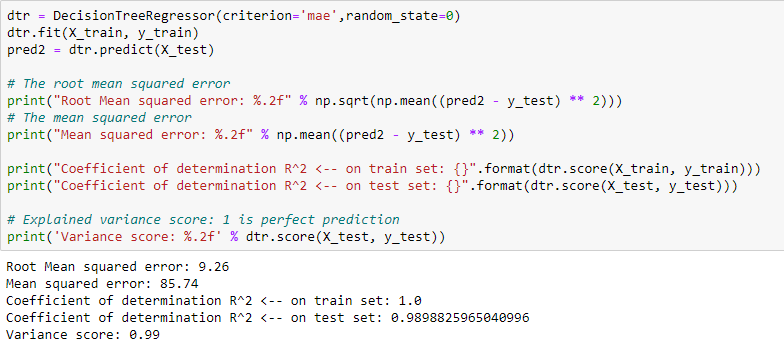 dtr = DecisionTreeRegressor(criterion='mae',random_state=0)
dtr.fit(X_train, y_train)
pred2 = dtr.predict(X_test)
# The root mean squared error
print("Root Mean squared error: %.2f" % np.sqrt(np.mean((pred2 - y_test) ** 2)))
# The mean squared error
print("Mean squared error: %.2f" % np.mean((pred2 - y_test) ** 2))
print("Coefficient of determination R^2 <-- on train set: {}".format(dtr.score(X_train, y_train)))
print("Coefficient of determination R^2 <-- on test set: {}".format(dtr.score(X_test, y_test)))
# Explained variance score: 1 is perfect prediction
print('Variance score: %.2f' % dtr.score(X_test, y_test))
Root Mean squared error: 9.26
Mean squared error: 85.74
Coefficient of determination R^2 <-- on train set: 1.0
Coefficient of determination R^2 <-- on test set: 0.9898825965040996
Variance score: 0.99